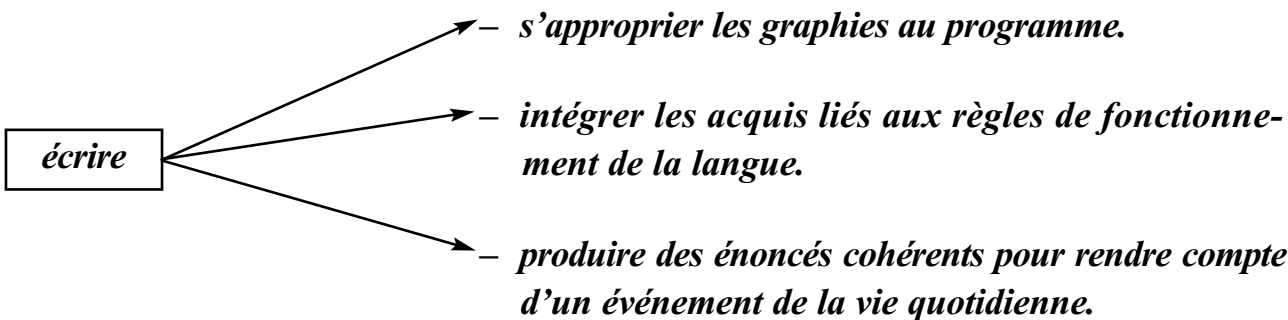 – s’approprier les graphies au programme.
– intégrer les acquis liés aux règles de fonctionne-
ment de la langue.
écrire
– produire des énoncés cohérents pour rendre compte
d’un événement de la vie quotidienne.